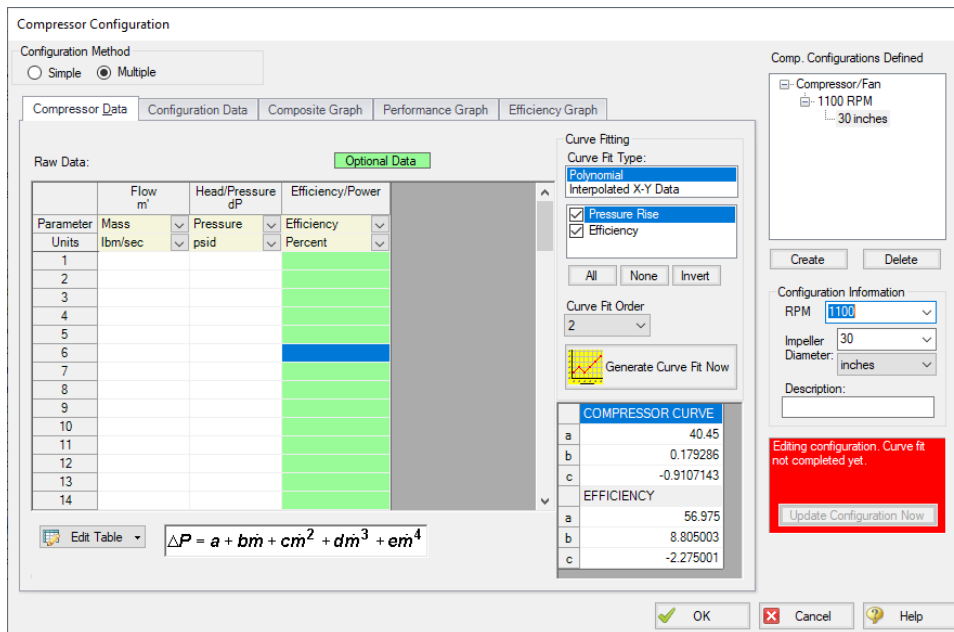 Compressor Configuration
Configuration Method
Simple Multiple
Compressor Data Configuration Data Composite Graph Performance Graph Efficiency Graph
Raw Data:
Optional Data
Flow Head/Pressure Efficiency/Power
m' dP
Parameter Mass Pressure Efficiency
Units lbm/sec psid Percent
1
2
3
4
5
6
7
8
9
10
11
12
13
14
Edit Table
ΔP = a + bṁ + cṁ² + dṁ³ + eṁ⁴
Curve Fitting
Curve Fit Type:
Polynomial
Interpolated X-Y Data
Pressure Rise
Efficiency
All None Invert
Curve Fit Order
2
Generate Curve Fit Now
COMPRESSOR CURVE
a 40.45
b 0.179286
c -0.9107143
EFFICIENCY
a 56.975
b 8.805003
c -2.275001
Comp. Configurations Defined
Compressor/Fan
1100 RPM
30 inches
Create Delete
Configuration Information
RPM 1100
Impeller 30
Diameter: inches
Description:
Editing configuration. Curve fit
not completed yet.
Update Configuration Now
OK Cancel Help